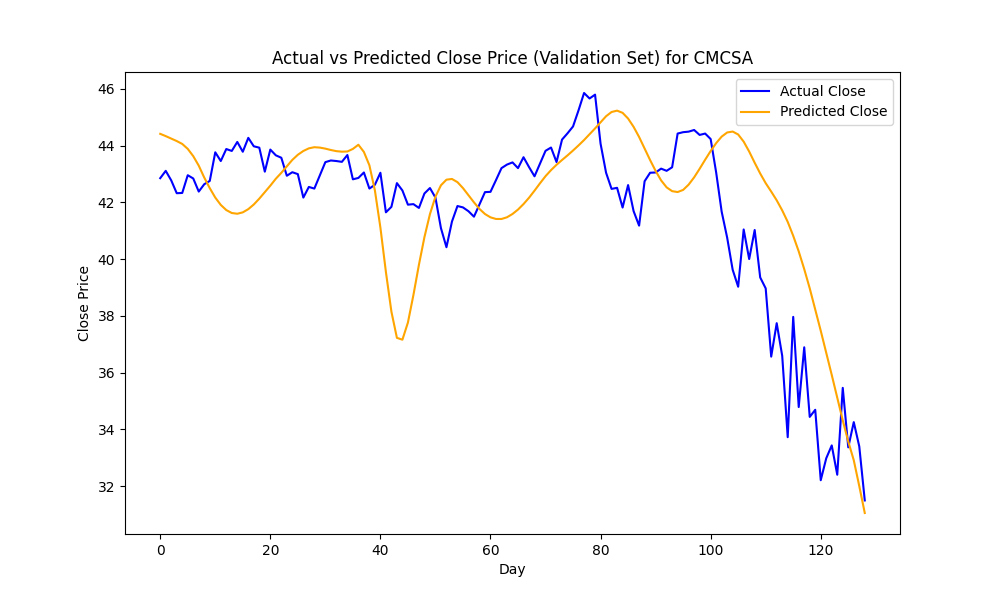 Actual vs Predicted Close Price (Validation Set) for CMCSA
Actual Close
Predicted Close
Close Price
46
44
42
40
38
36
34
32
0 20 40 60 80 100 120
Day